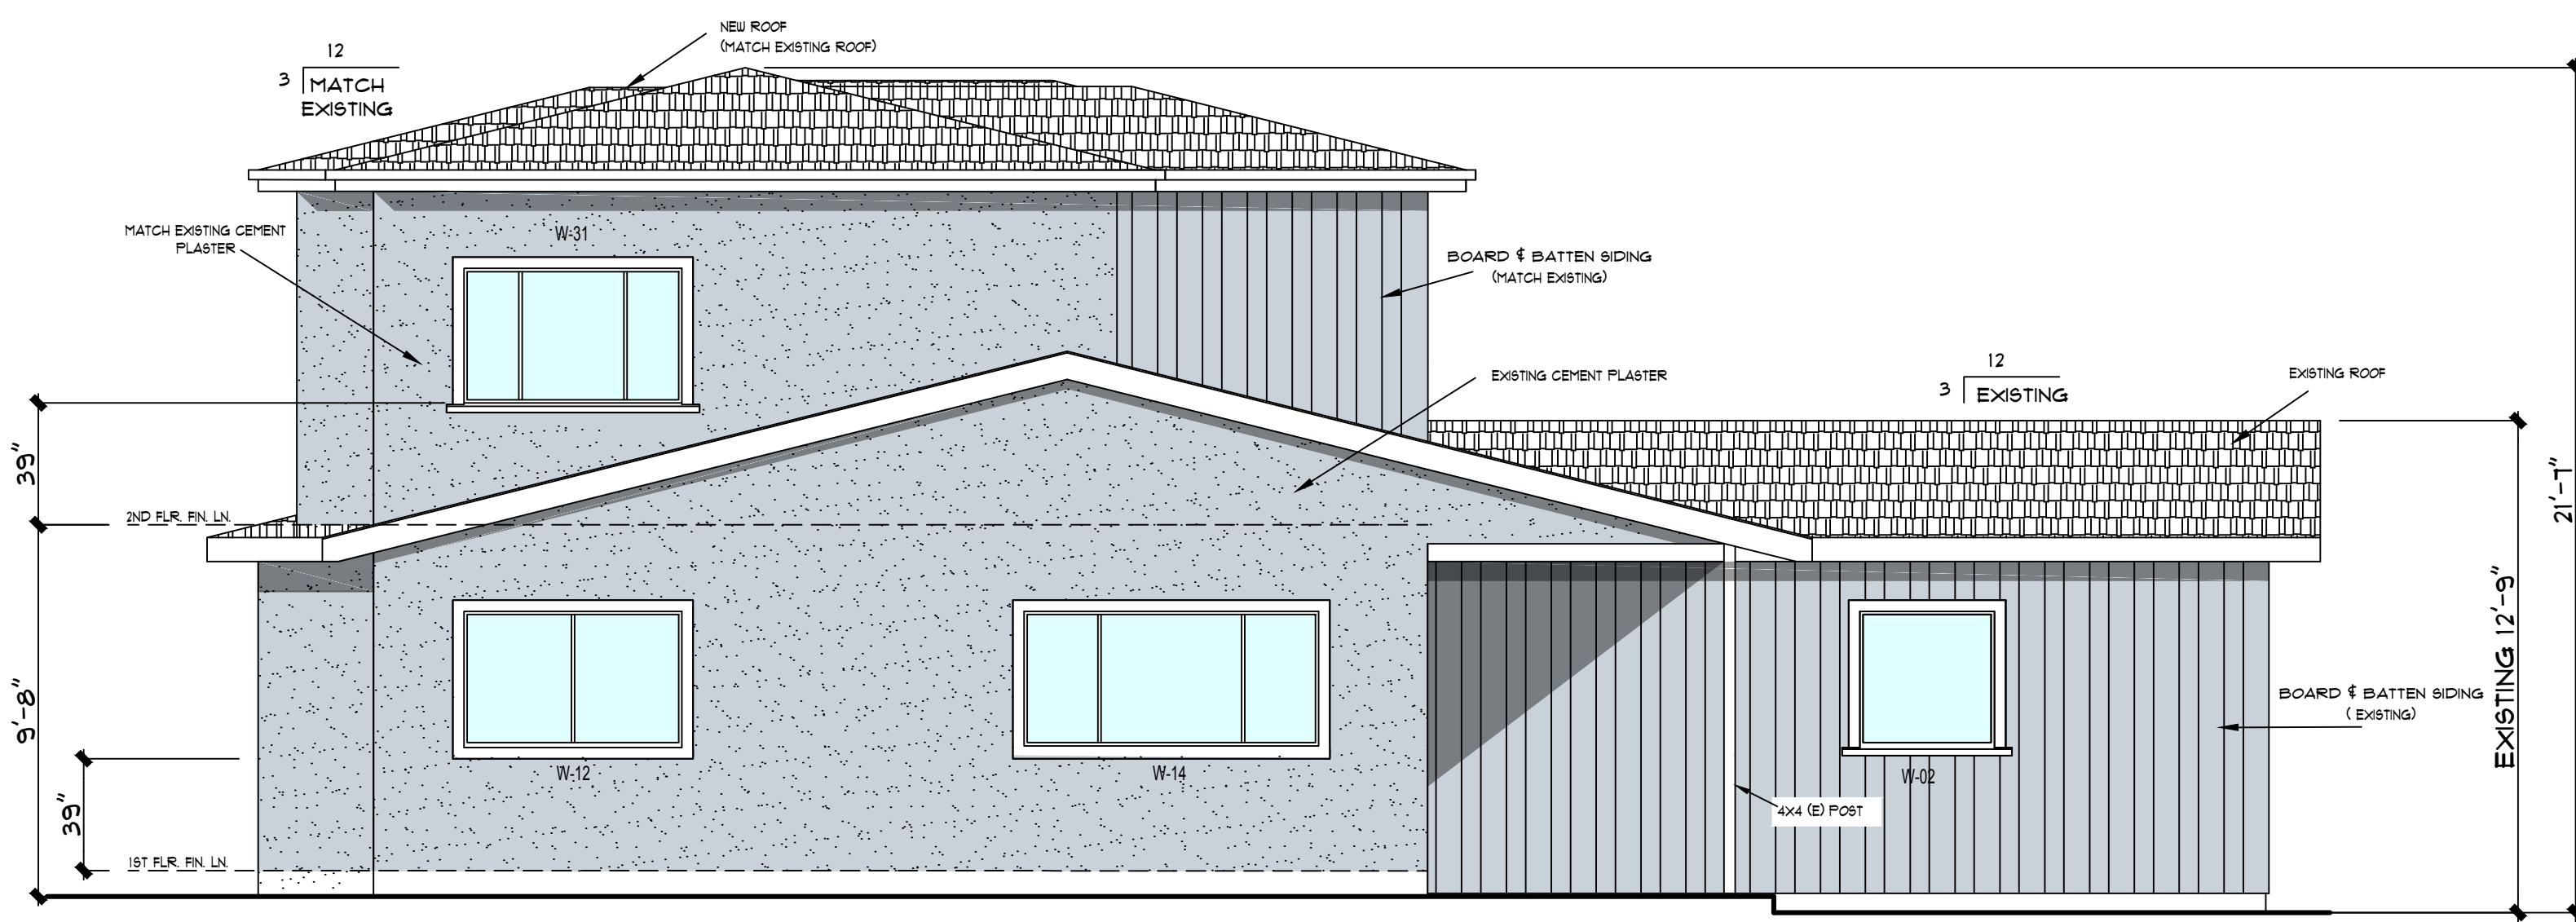 NEW ROOF
(MATCH EXISTING ROOF)
12
3 MATCH
EXISTING
MATCH EXISTING CEMENT
PLASTER
W-31
BOARD & BATTEN SIDING
(MATCH EXISTING)
EXISTING CEMENT PLASTER
12
3 EXISTING
EXISTING ROOF
39"
21'-7"
2ND FLR. FIN. LN.
9'-8"
EXISTING 12'-9"
BOARD & BATTEN SIDING
( EXISTING)
W-12
W-14
W-02
39"
4X4 (E) POST
1ST FLR. FIN. LN.